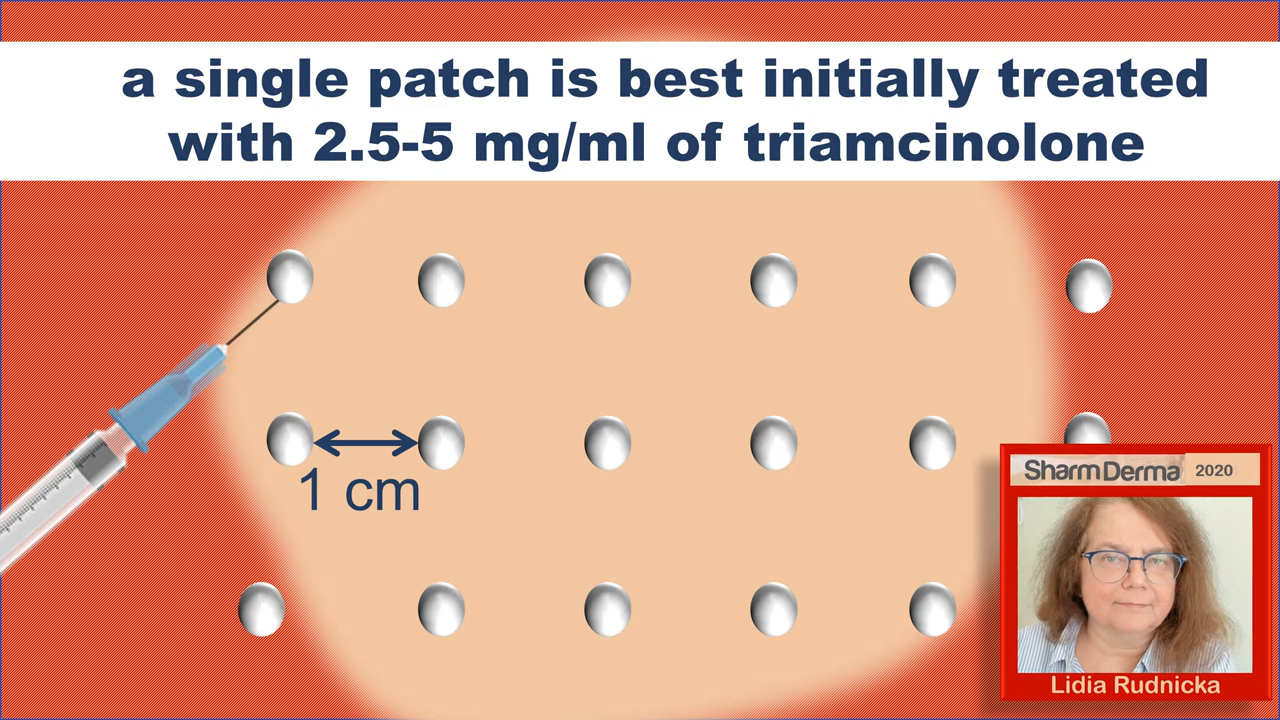 a single patch is best initially treated
with 2.5-5 mg/ml of triamcinolone
1 cm
SharmDerma 2020
Lidia Rudnicka